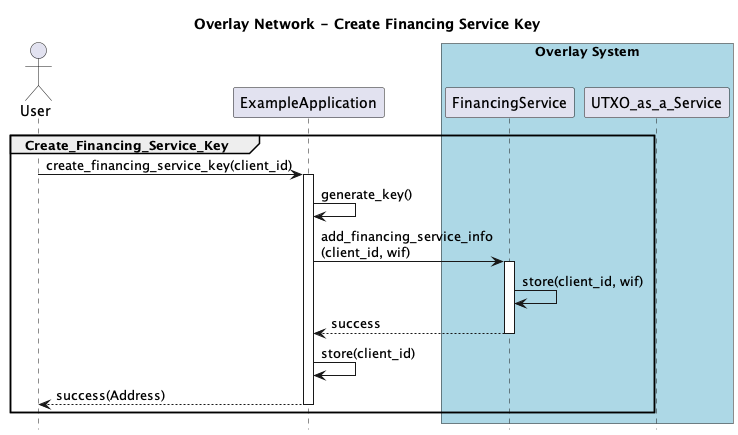 Overlay Network - Create Financing Service Key
Overlay System
User
ExampleApplication
FinancingService
UTXO_as_a_Service
Create_Financing_Service_Key
create_financing_service_key(client_id)
generate_key()
add_financing_service_info
(client_id, wif)
store(client_id, wif)
success
store(client_id)
success(Address)